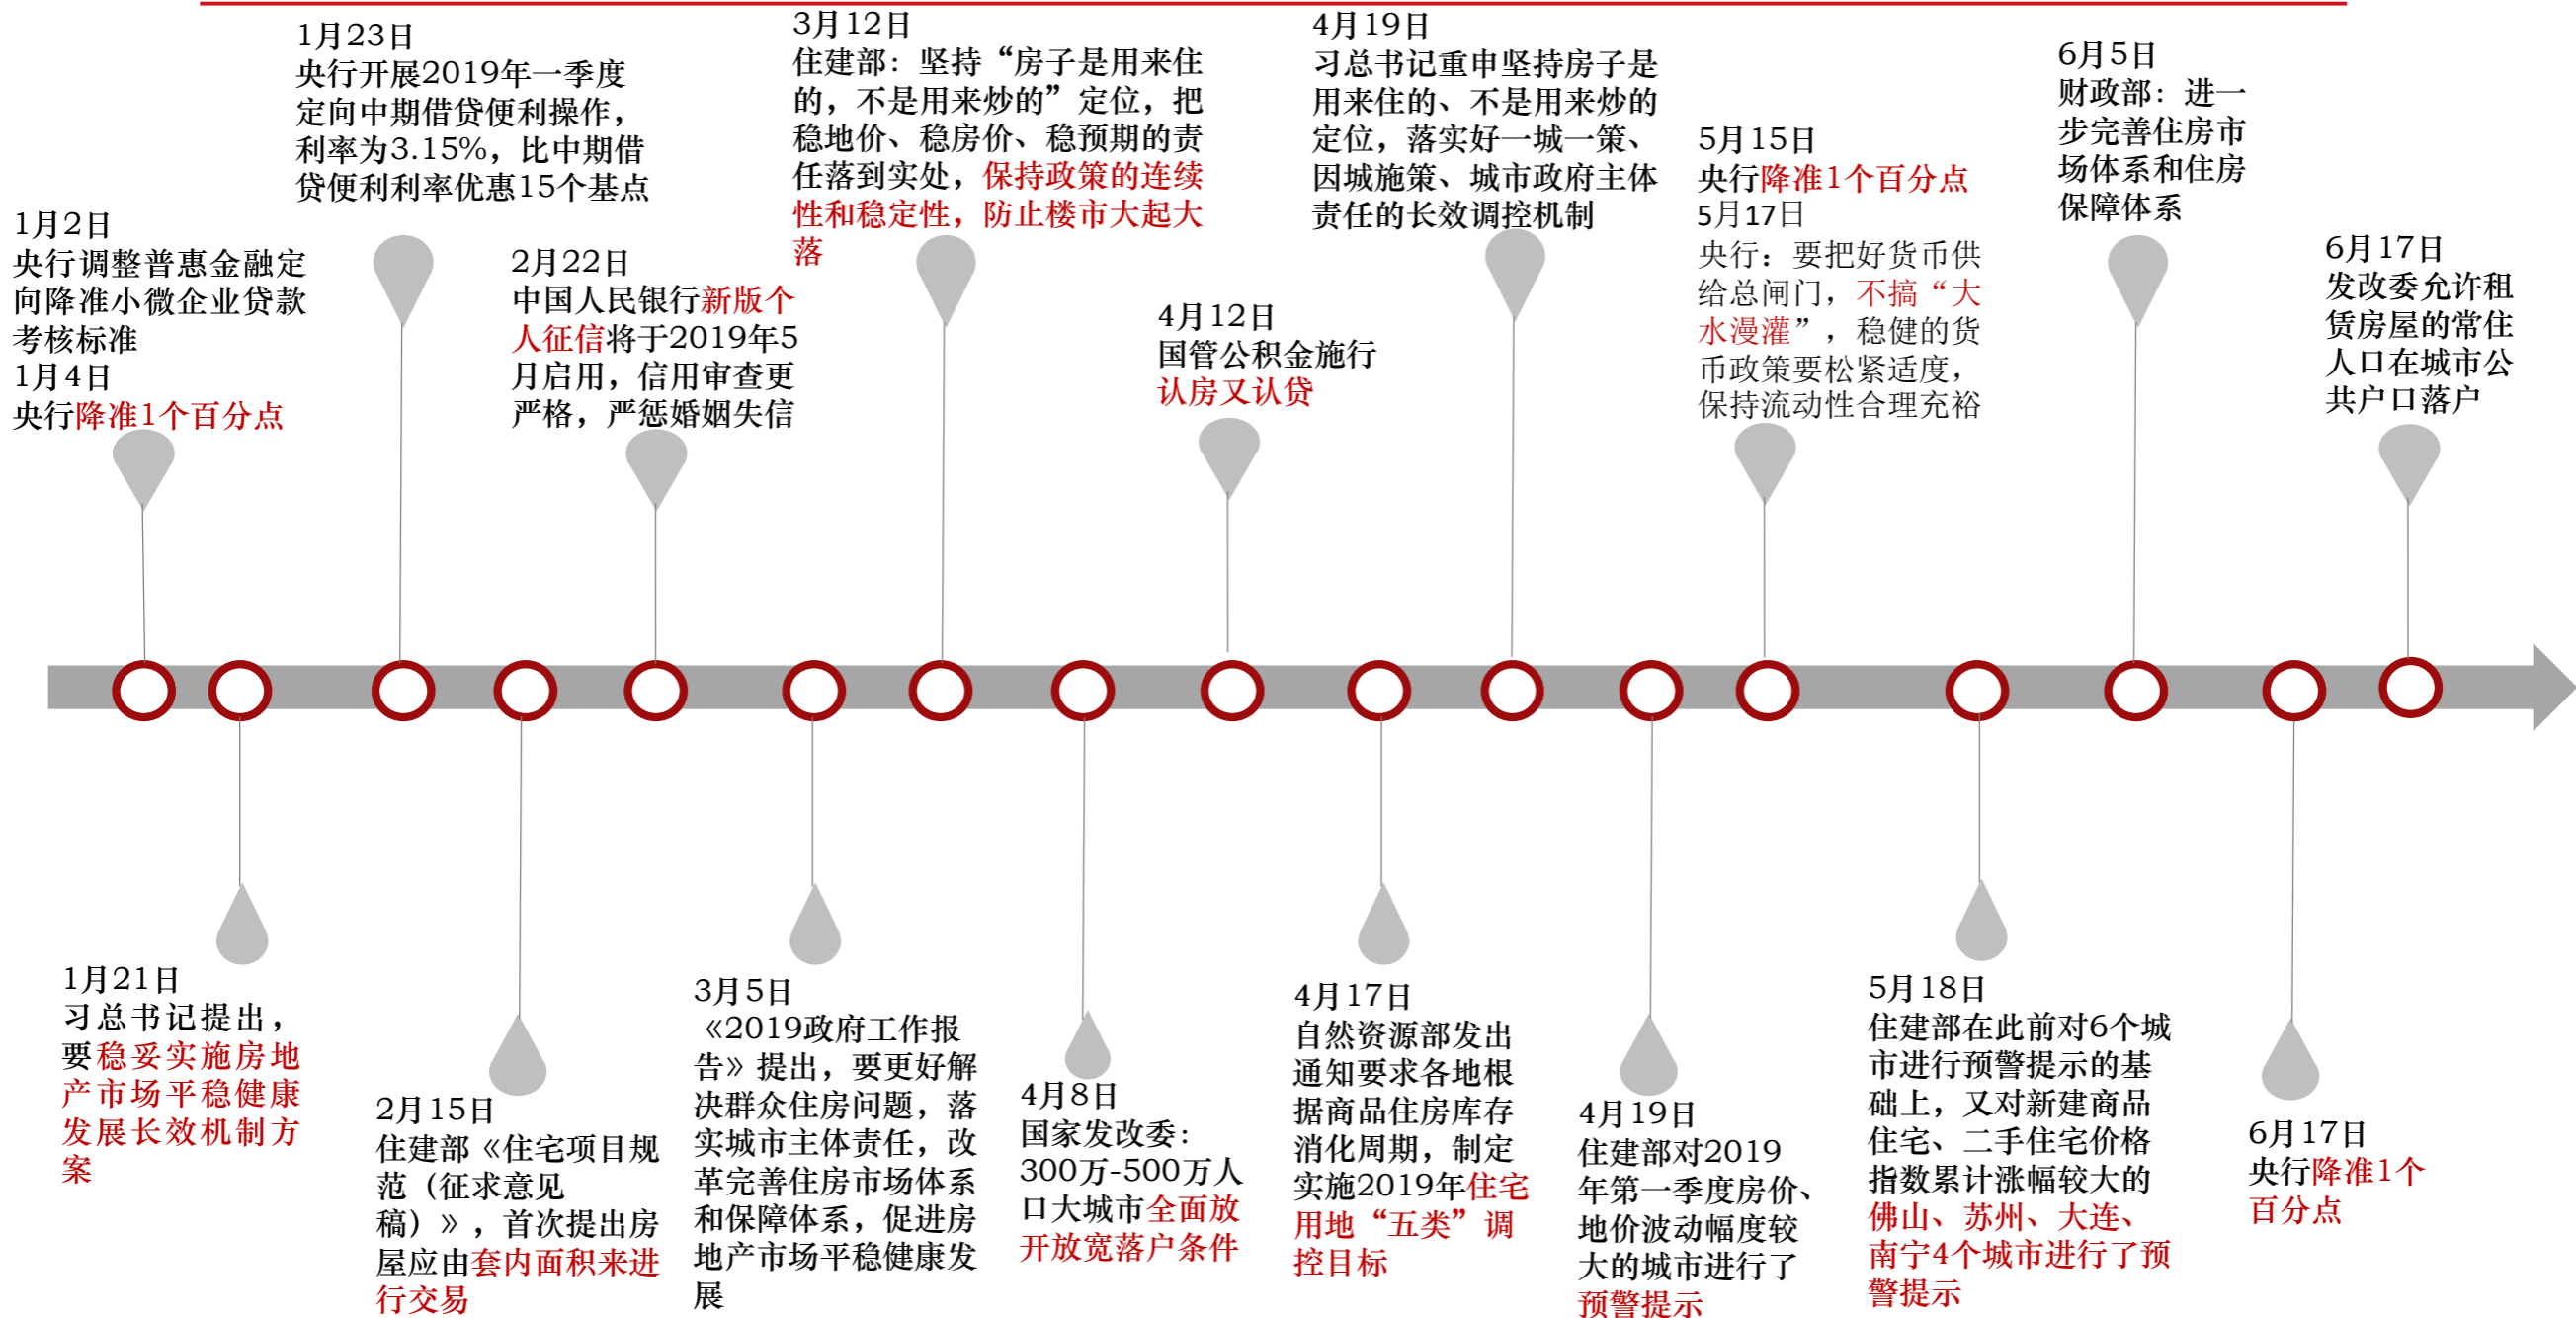 1月2日
央行调整普惠金融定
向降准小微企业贷款
考核标准
1月4日
央行降准1个百分点
1月23日
央行开展2019年一季度
定向中期借贷便利操作，
利率为3.15%，比中期借
贷便利利率优惠15个基点
2月22日
中国人民银行新版个
人征信将于2019年5
月启用，信用审查更
严格，严惩婚姻失信
3月12日
住建部：坚持“房子是用来住
的，不是用来炒的”定位，把
稳地价、稳房价、稳预期的责
任落到实处，保持政策的连续
性和稳定性，防止楼市大起大
落
4月12日
国管公积金施行
认房又认贷
4月19日
习总书记重申坚持房子是
用来住的、不是用来炒的
定位，落实好一城一策、
因城施策、城市政府主体
责任的长效调控机制
5月15日
央行降准1个百分点
5月17日
央行：要把好货币供
给总闸门，不搞“大
水漫灌”，稳健的货
币政策要松紧适度，
保持流动性合理充裕
6月5日
财政部：进一
步完善住房市
场体系和住房
保障体系
6月17日
发改委允许租
赁房屋的常住
人口在城市公
共户口落户
1月21日
习总书记提出，
要稳妥实施房地
产市场平稳健康
发展长效机制方
案
2月15日
住建部《住宅项目规
范（征求意见
稿）》，首次提出房
屋应由套内面积来进
行交易
3月5日
《2019政府工作报
告》提出，要更好解
决群众住房问题，落
实城市主体责任，改
革完善住房市场体系
和保障体系，促进房
地产市场平稳健康发
展
4月8日
国家发改委：
300万-500万人
口大城市全面放
开放宽落户条件
4月17日
自然资源部发出
通知要求各地根
据商品住房库存
消化周期，制定
实施2019年住宅
用地“五类”调
控目标
4月19日
住建部对2019
年第一季度房价、
地价波动幅度较
大的城市进行了
预警提示
5月18日
住建部在此前对6个城
市进行预警提示的基
础上，又对新建商品
住宅、二手住宅价格
指数累计涨幅较大的
佛山、苏州、大连、
南宁4个城市进行了预
警提示
6月17日
央行降准1个
百分点